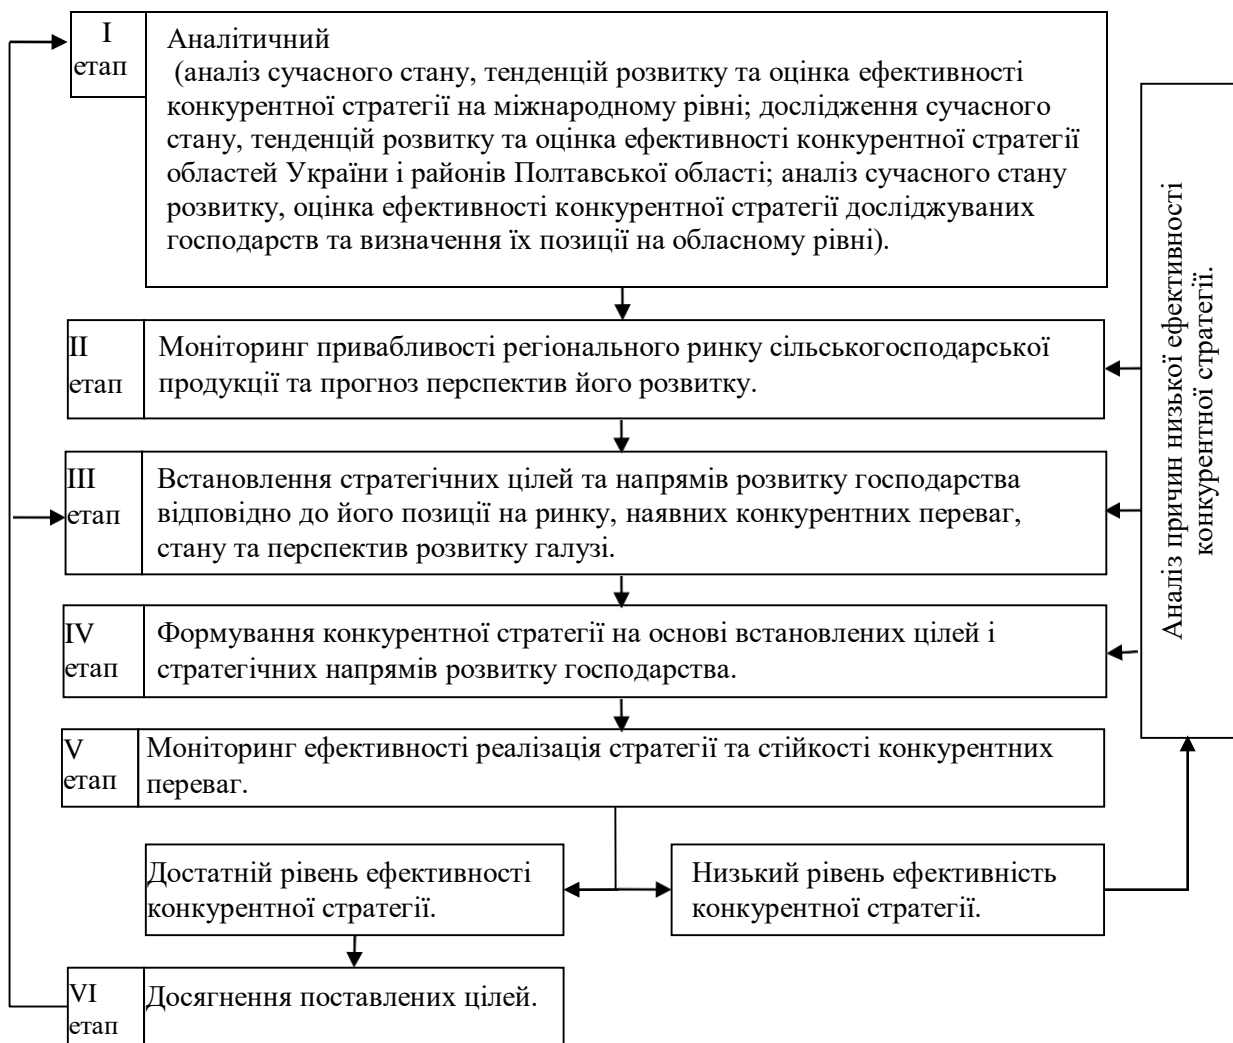 I
етап
Аналітичний
(аналіз сучасного стану, тенденцій розвитку та оцінка ефективності
конкурентної стратегії на міжнародному рівні; дослідження сучасного
стану, тенденцій розвитку та оцінка ефективності конкурентної стратегії
областей України і районів Полтавської області; аналіз сучасного стану
розвитку, оцінка ефективності конкурентної стратегії досліджуваних
господарств та визначення їх позиції на обласному рівні).
II
етап
Моніторинг привабливості регіонального ринку сільськогосподарської
продукції та прогноз перспектив його розвитку.
III
етап
Встановлення стратегічних цілей та напрямів розвитку господарства
відповідно до його позиції на ринку, наявних конкурентних переваг,
стану та перспектив розвитку галузі.
IV
етап
Формування конкурентної стратегії на основі встановлених цілей і
стратегічних напрямів розвитку господарства.
V
етап
Моніторинг ефективності реалізація стратегії та стійкості конкурентних
переваг.
Достатній рівень ефективності
конкурентної стратегії.
Низький рівень ефективність
конкурентної стратегії.
VI
етап
Досягнення поставлених цілей.
Аналіз причин низької ефективності
конкурентної стратегії.